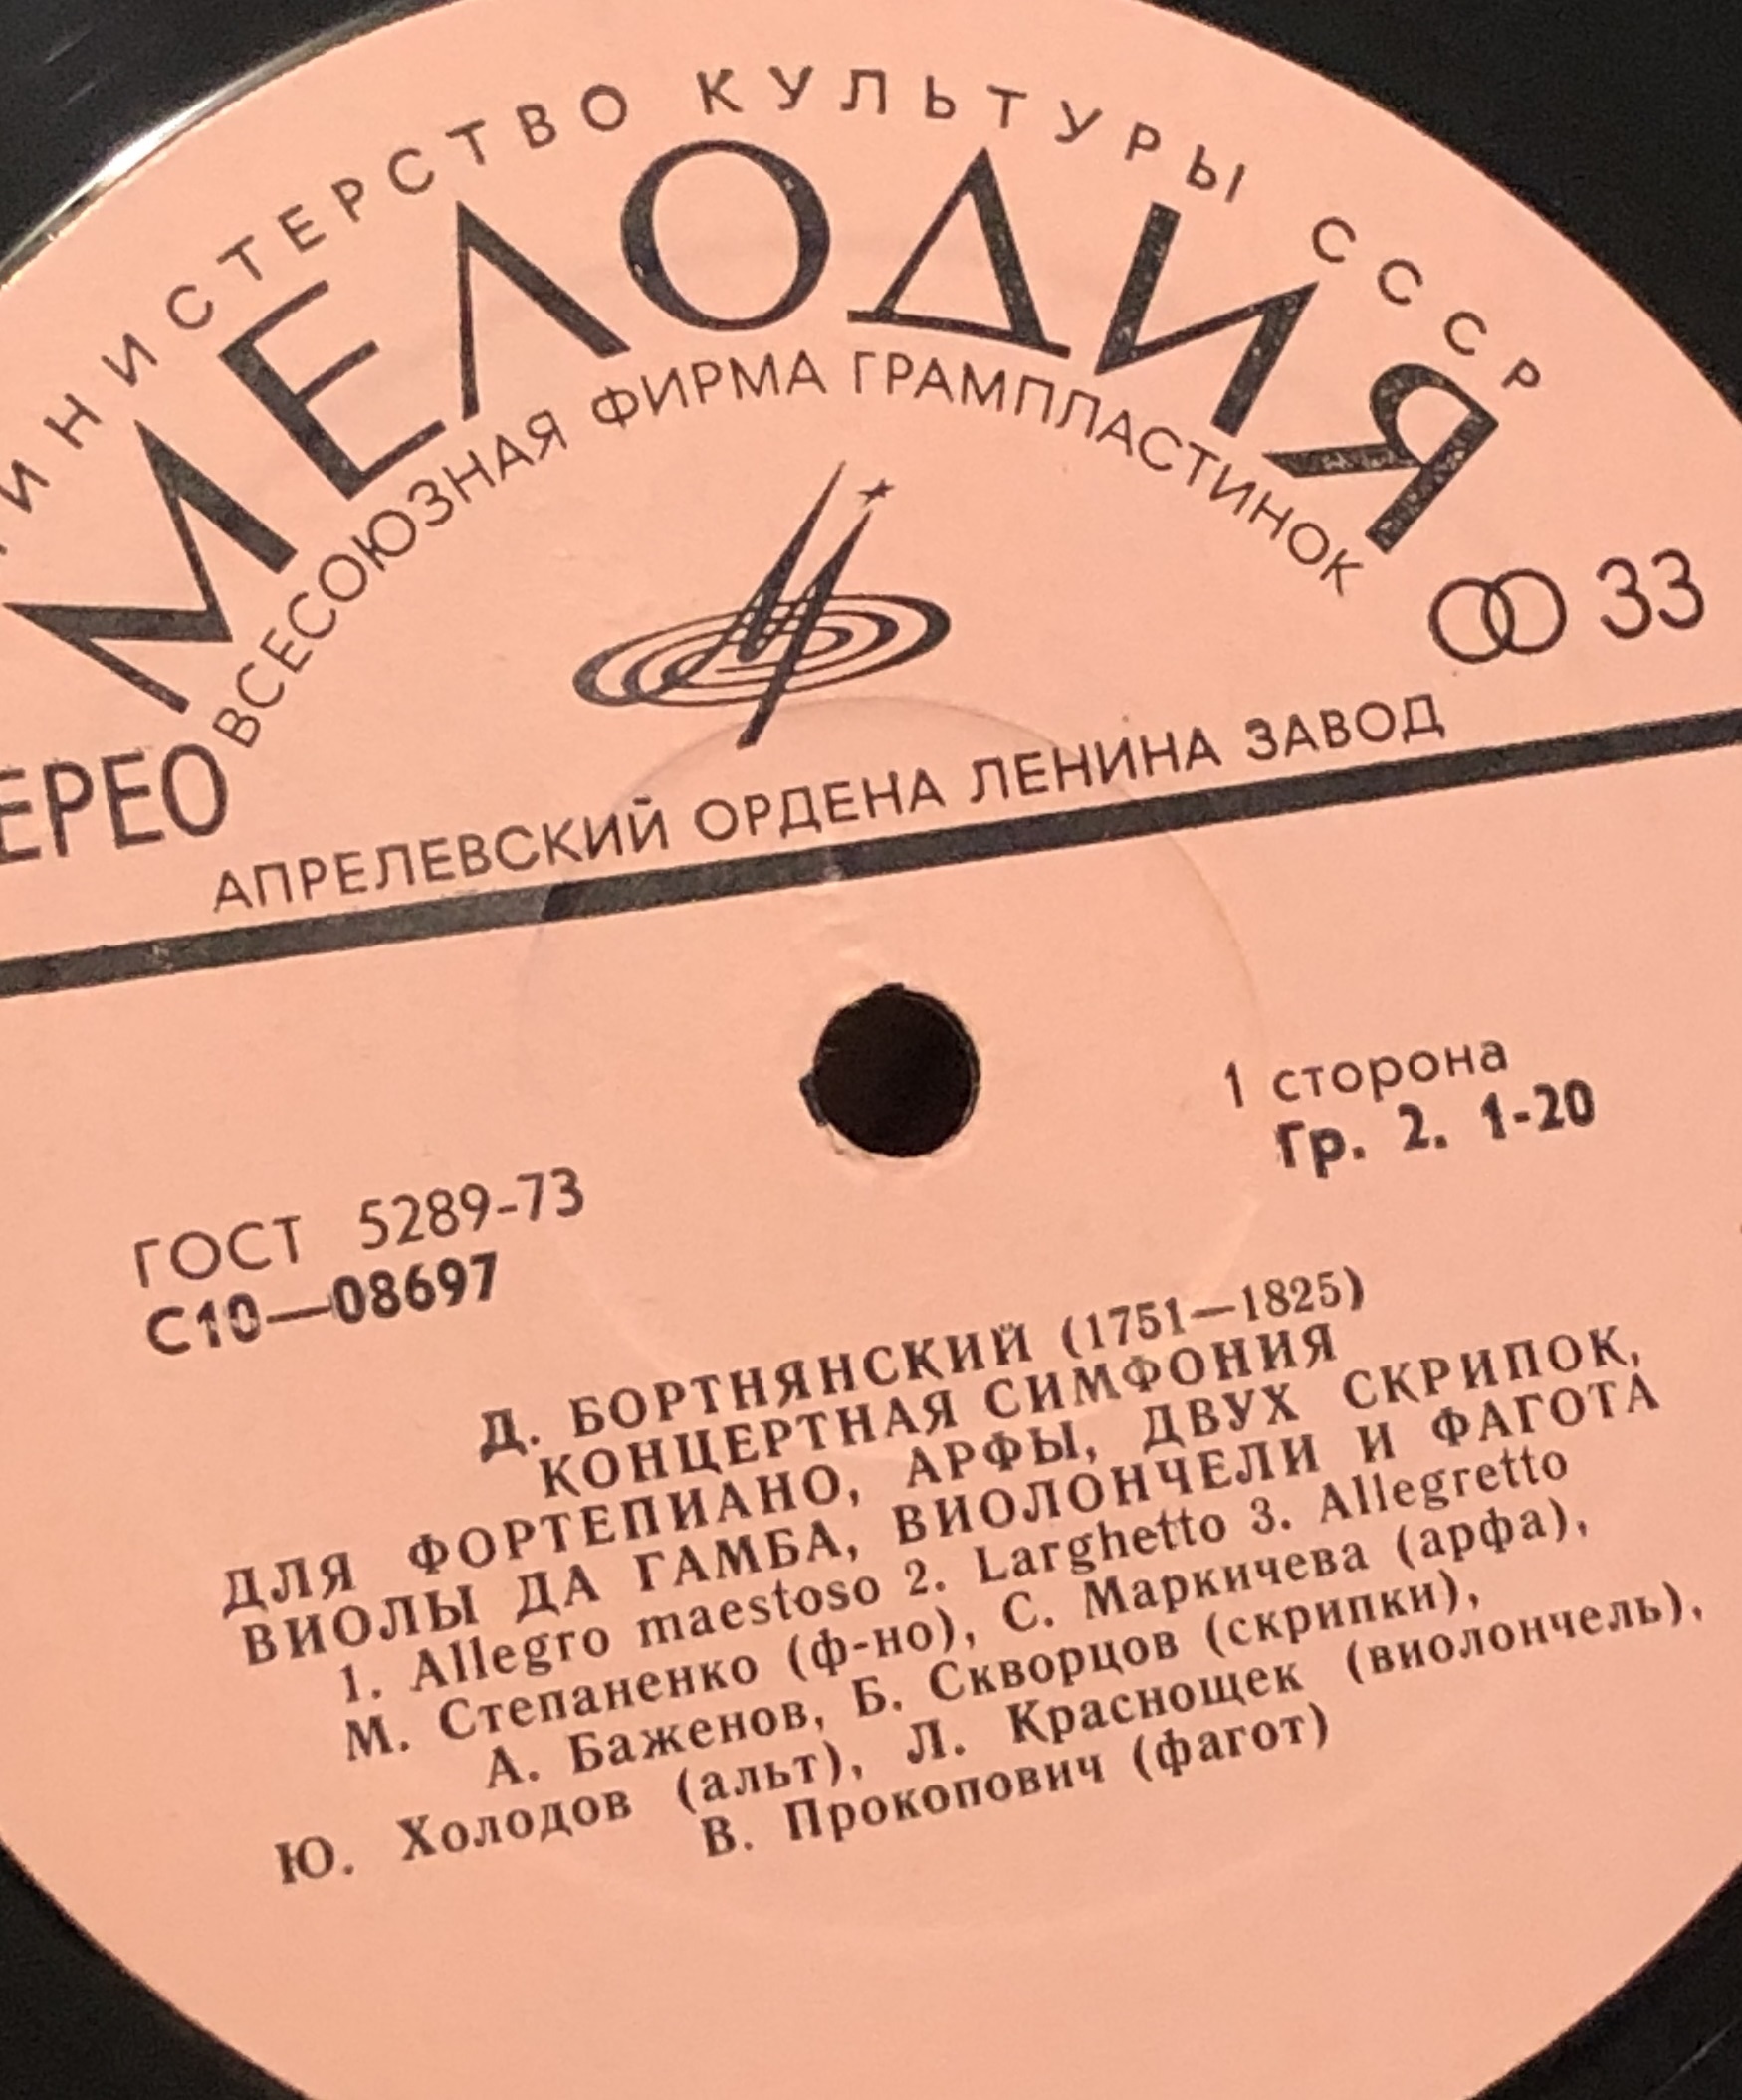 МИНИСТЕРСТВО КУЛЬТУРЫ СССР
МЕЛОДИЯ
ВСЕСОЮЗНАЯ ФИРМА ГРАМПЛАСТИНОК
33
ЕРЕО
АПРЕЛЕВСКИЙ ОРДЕНА ЛЕНИНА ЗАВОД
1 сторона
Гр. 2. 1-20
ГОСТ 5289-73
С10—08697
Д. БОРТНЯНСКИЙ (1751—1825)
КОНЦЕРТНАЯ СИМФОНИЯ
ДЛЯ ФОРТЕПИАНО, АРФЫ, ДВУХ СКРИПОК,
ВИОЛЫ ДА ГАМБА, ВИОЛОНЧЕЛИ И ФАГОТА
1. Allegro maestoso 2. Larghetto 3. Allegretto
М. Степаненко (ф-но), С. Маркичева (арфа),
А. Баженов, Б. Скворцов (скрипки),
Ю. Холодов (альт), Л. Краснощек (виолончель),
В. Прокопович (фагот)